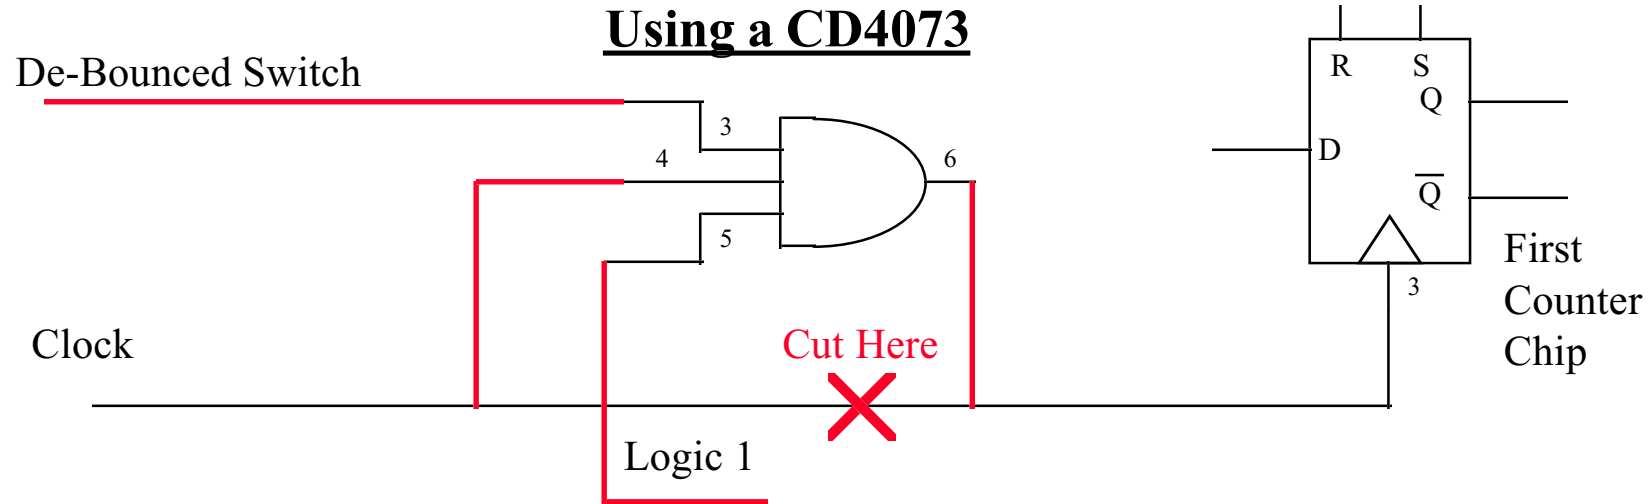 Using a CD4073
De-Bounced Switch
R S
Q
3
4
6
D
Q
5
First
Counter
Chip
3
Clock
Cut Here
Logic 1